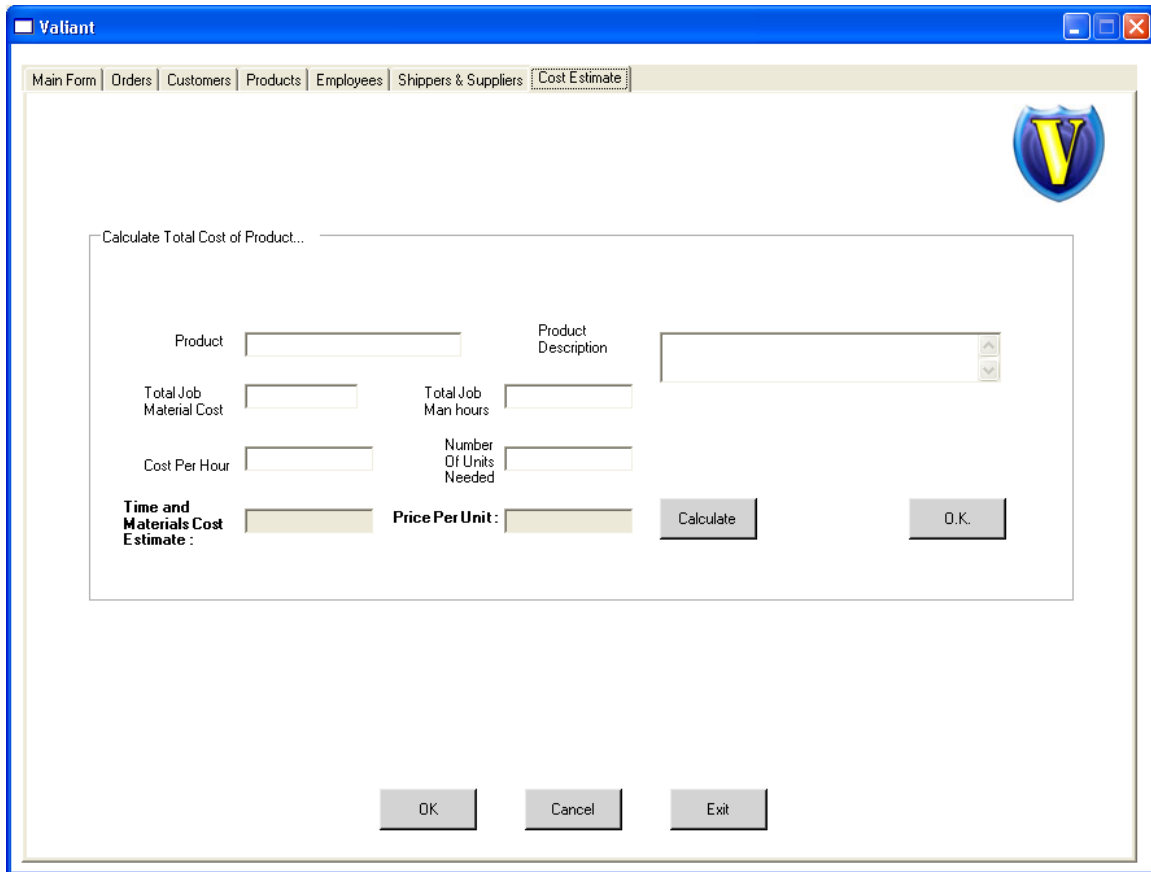 Valiant
Main Form Orders Customers Products Employees Shippers & Suppliers Cost Estimate
V
Calculate Total Cost of Product...
Product
Product
Description
Total Job
Material Cost
Total Job
Man hours
Cost Per Hour
Number
Of Units
Needed
Time and
Materials Cost
Estimate :
Price Per Unit :
Calculate
O.K.
OK Cancel Exit